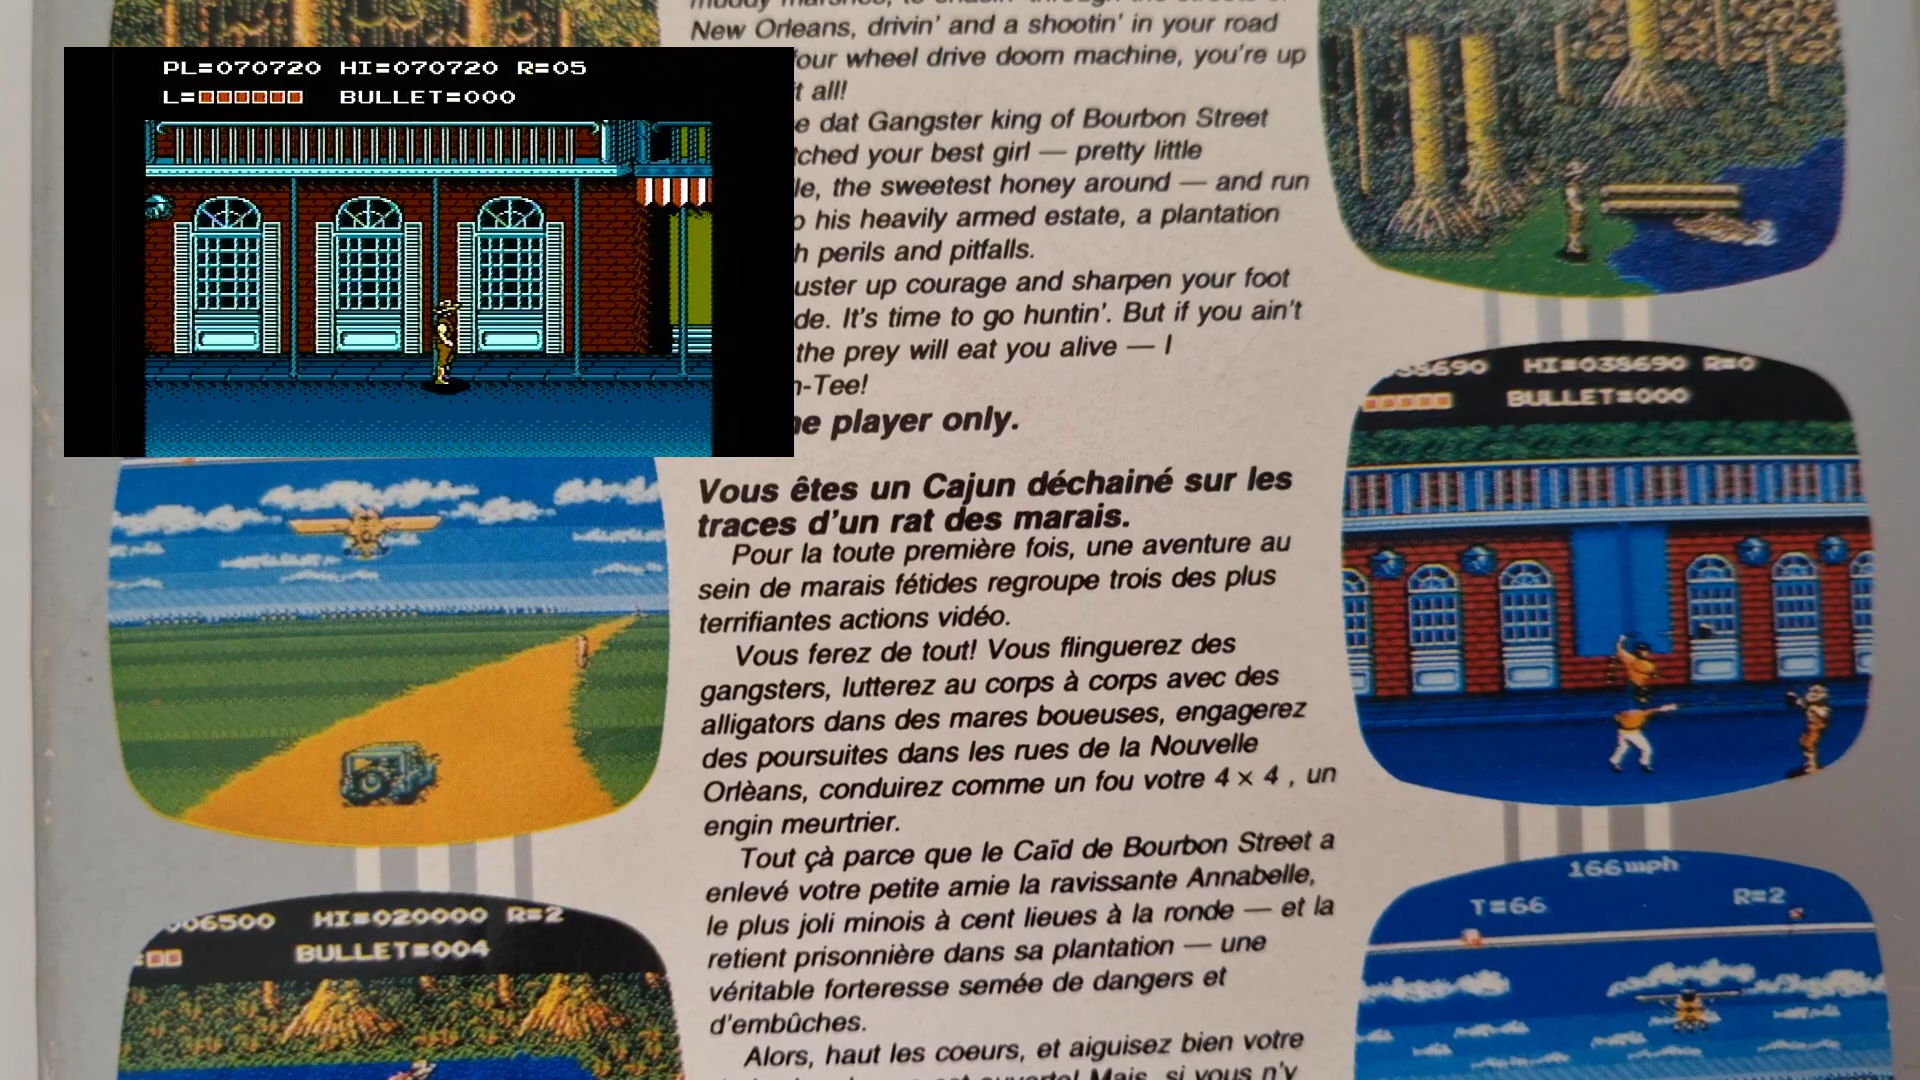 PL=070720 HI=070720 R=05
L= BULLET=000
New Orleans, drivin' and a shootin' in your road
four wheel drive doom machine, you're up
it all!
dat Gangster king of Bourbon Street
your best girl — pretty little
the sweetest honey around — and run
his heavily armed estate, a plantation
perils and pitfalls.
up courage and sharpen your foot
It's time to go huntin'. But if you ain't
the prey will eat you alive — I
-Tee!
player only.
Vous êtes un Cajun déchainé sur les
traces d'un rat des marais.
Pour la toute première fois, une aventure au
sein de marais fétides regroupe trois des plus
terrifiantes actions vidéo.
Vous ferez de tout! Vous flinguerez des
gangsters, lutterez au corps à corps avec des
alligators dans des mares boueuses, engagerez
des poursuites dans les rues de la Nouvelle
Orlèans, conduirez comme un fou votre 4 × 4 , un
engin meurtrier.
Tout çà parce que le Caïd de Bourbon Street a
enlevé votre petite amie la ravissante Annabelle,
le plus joli minois à cent lieues à la ronde — et la
retient prisonnière dans sa plantation — une
véritable forteresse semée de dangers et
d'embûches.
Alors, haut les coeurs, et aiguisez bien votre
Mais, si vous n'y
38690 HI=038690 R=0
BULLET=000
006500 HI=020000 R=2
BULLET=004
166mph
T=66 R=2